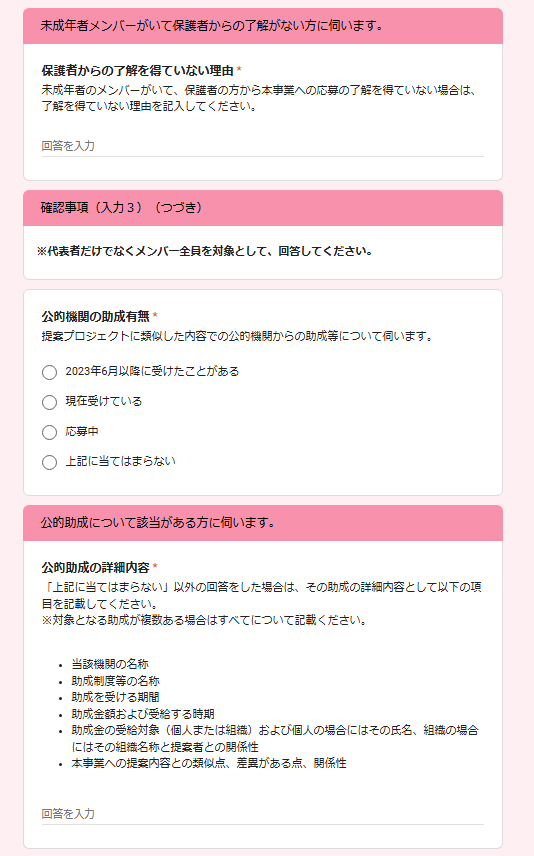 未成年者メンバーがいて保護者からの了解がない方に伺います。
保護者からの了解を得ていない理由 *
未成年者のメンバーがいて、保護者の方から本事業への応募の了解を得ていない場合は、
了解を得ていない理由を記入してください。
回答を入力
確認事項（入力３）（つづき）
※代表者だけでなくメンバー全員を対象として、回答してください。
公的機関の助成有無 *
提案プロジェクトに類似した内容での公的機関からの助成等について伺います。
2023年6月以降に受けたことがある
現在受けている
応募中
上記に当てはまらない
公的助成について該当がある方に伺います。
公的助成の詳細内容 *
「上記に当てはまらない」以外の回答をした場合は、その助成の詳細内容として以下の項
目を記載してください。
※対象となる助成が複数ある場合はすべてについて記載ください。
• 当該機関の名称
• 助成制度等の名称
• 助成を受ける期間
• 助成金額および受給する時期
• 助成金の受給対象（個人または組織）および個人の場合にはその氏名、組織の場合
にはその組織名称と提案者との関係性
• 本事業への提案内容との類似点、差異がある点、関係性
回答を入力